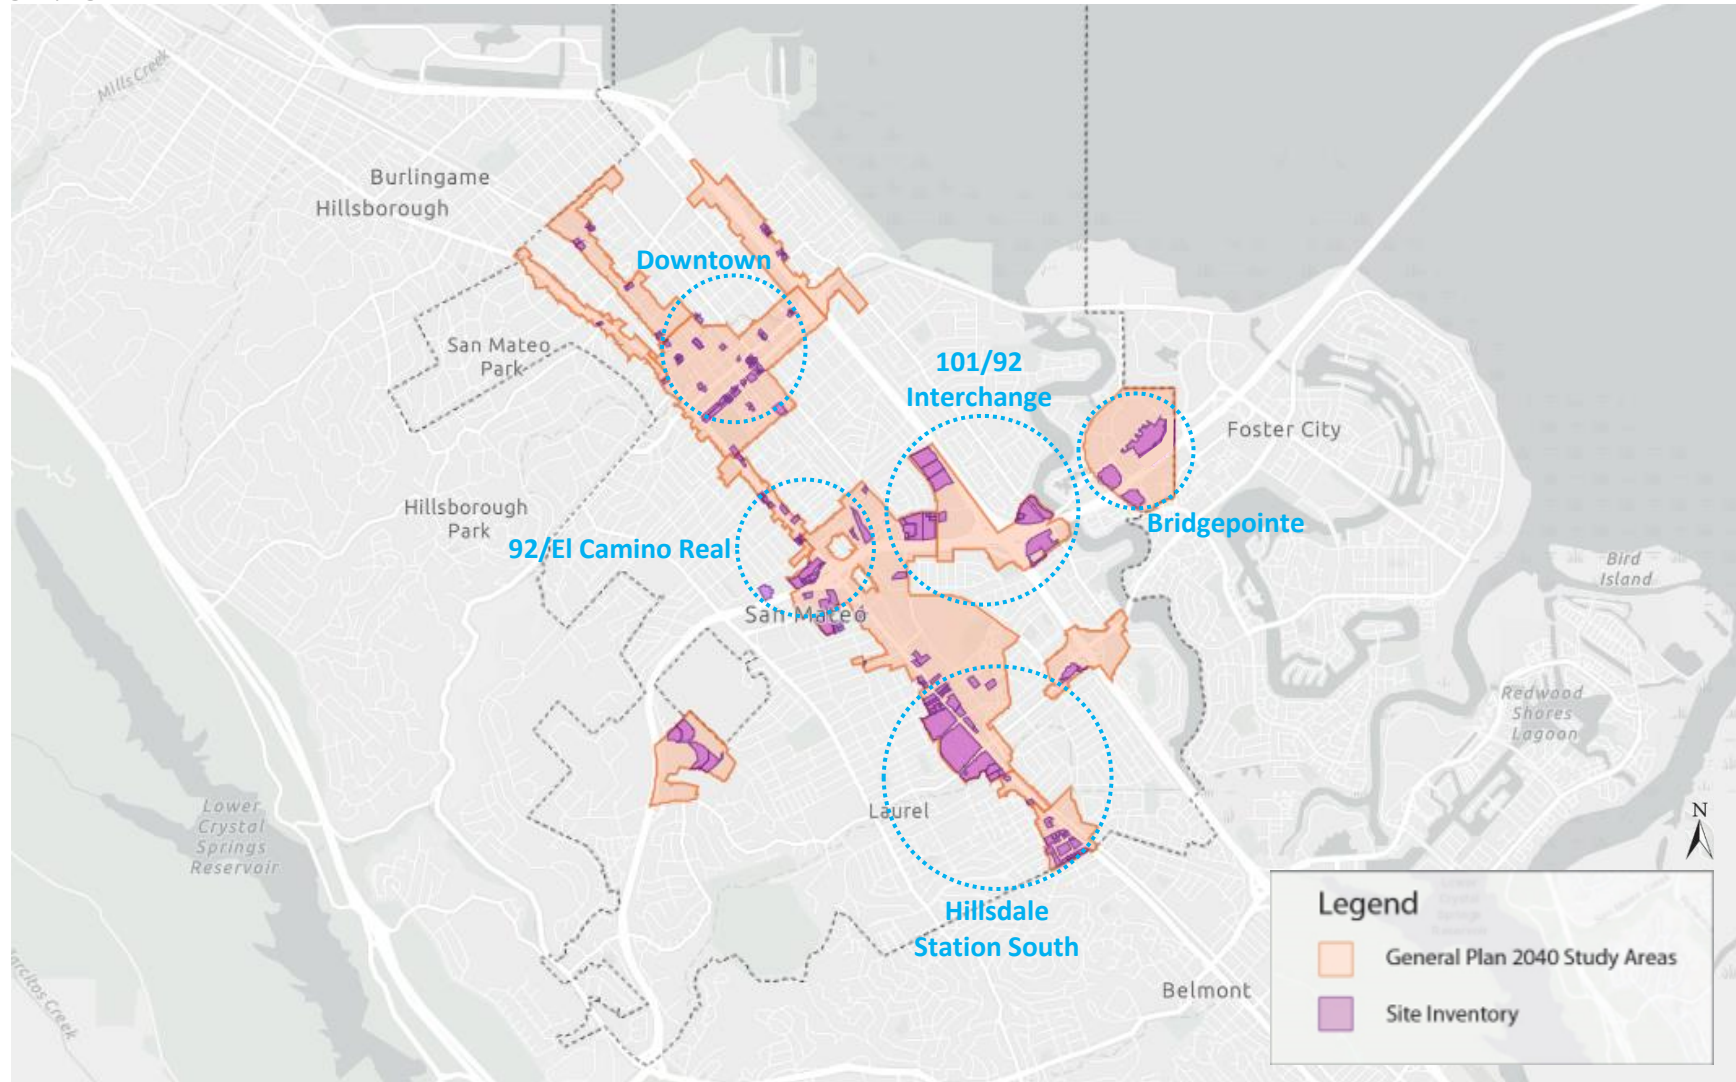 Mills Creek
Burlingame
Hillsborough
Downtown
San Mateo
Park
101/92
Interchange
Foster City
Hillsborough
Park
92/El Camino Real
Bridgepointe
Bird
Island
San Mateo
Redwood
Shores
Lagoon
Lower
Crystal
Springs
Reservoir
Laurel
N
Hillsdale
Station South
Belmont
Legend
General Plan 2040 Study Areas
Site Inventory